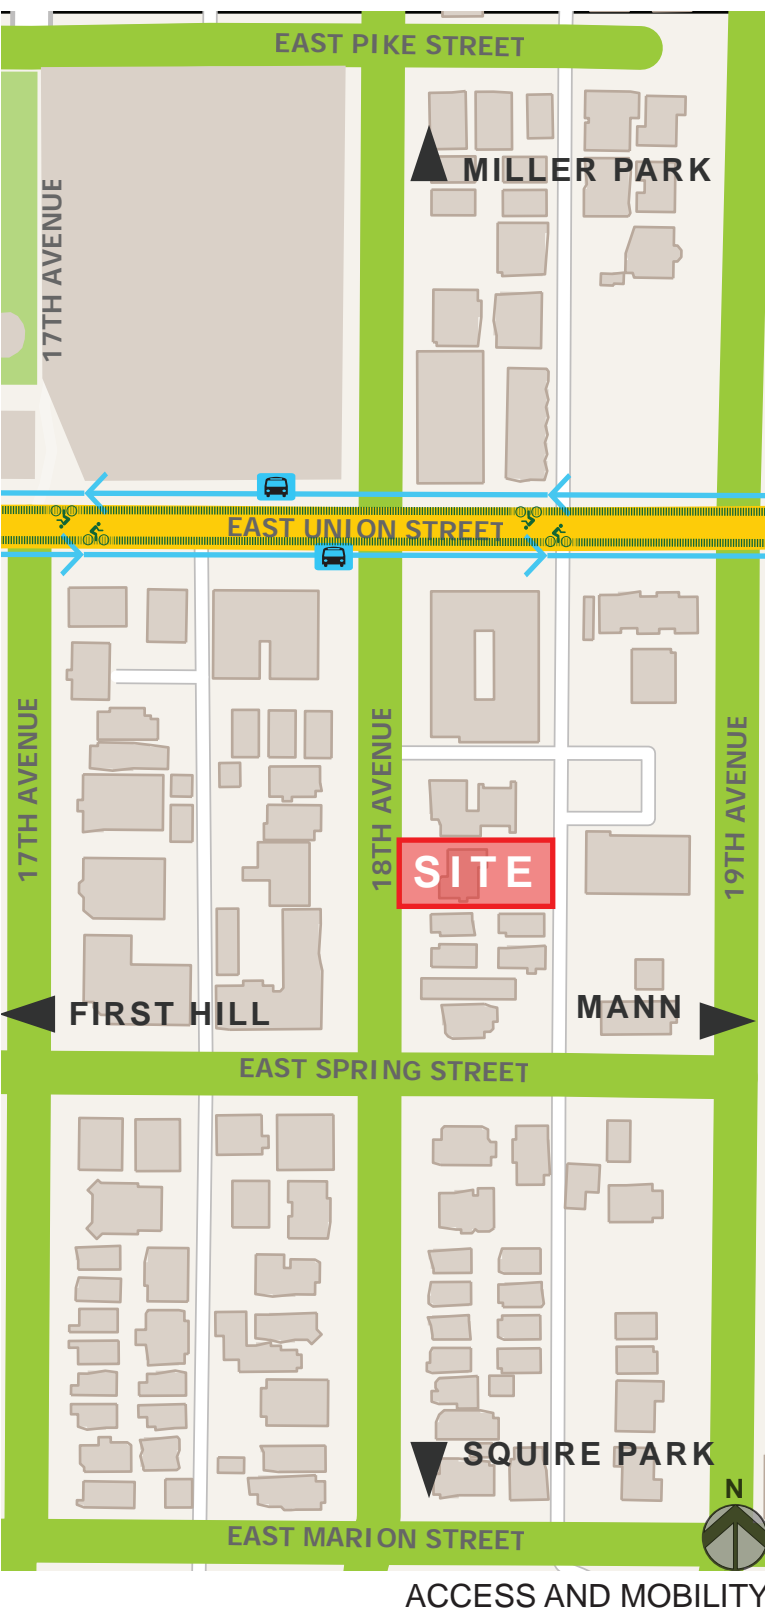 EAST PIKE STREET
MILLER PARK
17TH AVENUE
EAST UNION STREET
17TH AVENUE
18TH AVENUE
19TH AVENUE
SITE
FIRST HILL
MANN
EAST SPRING STREET
SQUIRE PARK
N
EAST MARION STREET
ACCESS AND MOBILITY